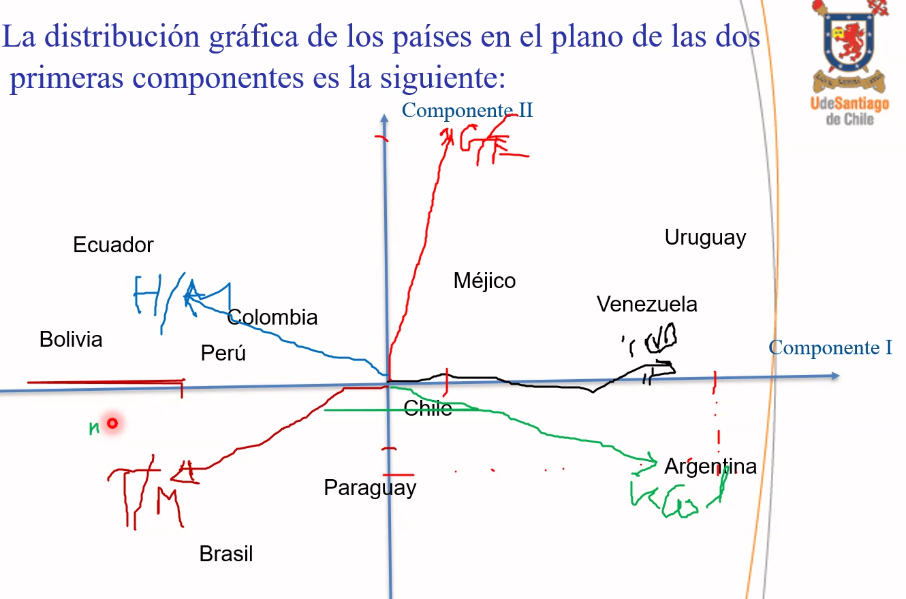 La distribución gráfica de los países en el plano de las dos
primeras componentes es la siguiente:
UdeSantiago
de Chile
Componente II
Ecuador
Uruguay
Méjico
H/A
Colombia
Venezuela
Bolivia
Perú
Componente I
Chile
n
Argentina
T/M
Paraguay
Brasil